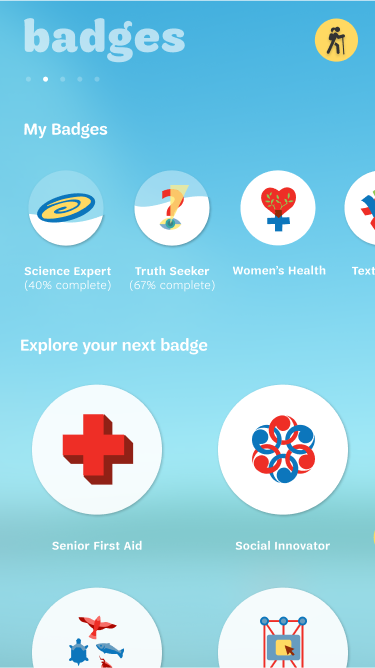 badges
My Badges
Science Expert
(40% complete)
Truth Seeker
(67% complete)
Women's Health
Text
Explore your next badge
Senior First Aid
Social Innovator